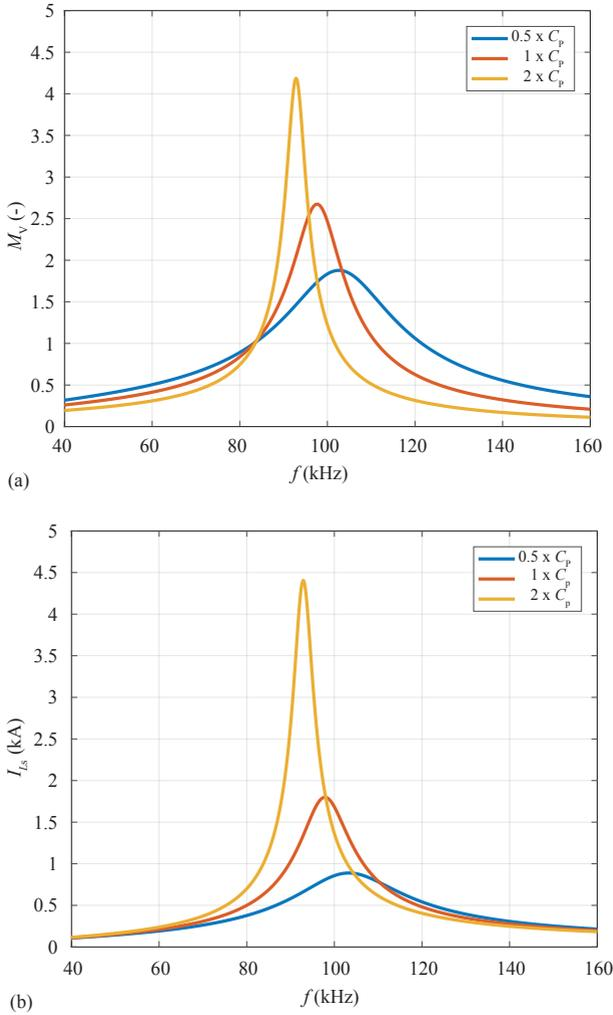 5
4.5
4
3.5
3
2.5
2
1.5
1
0.5
0
M_V (-)
0.5 x C_P
1 x C_P
2 x C_P
40 60 80 100 120 140 160
f (kHz)
(a)
5
4.5
4
3.5
3
2.5
2
1.5
1
0.5
0
I_Ls (kA)
0.5 x C_P
1 x C_p
2 x C_p
40 60 80 100 120 140 160
f (kHz)
(b)